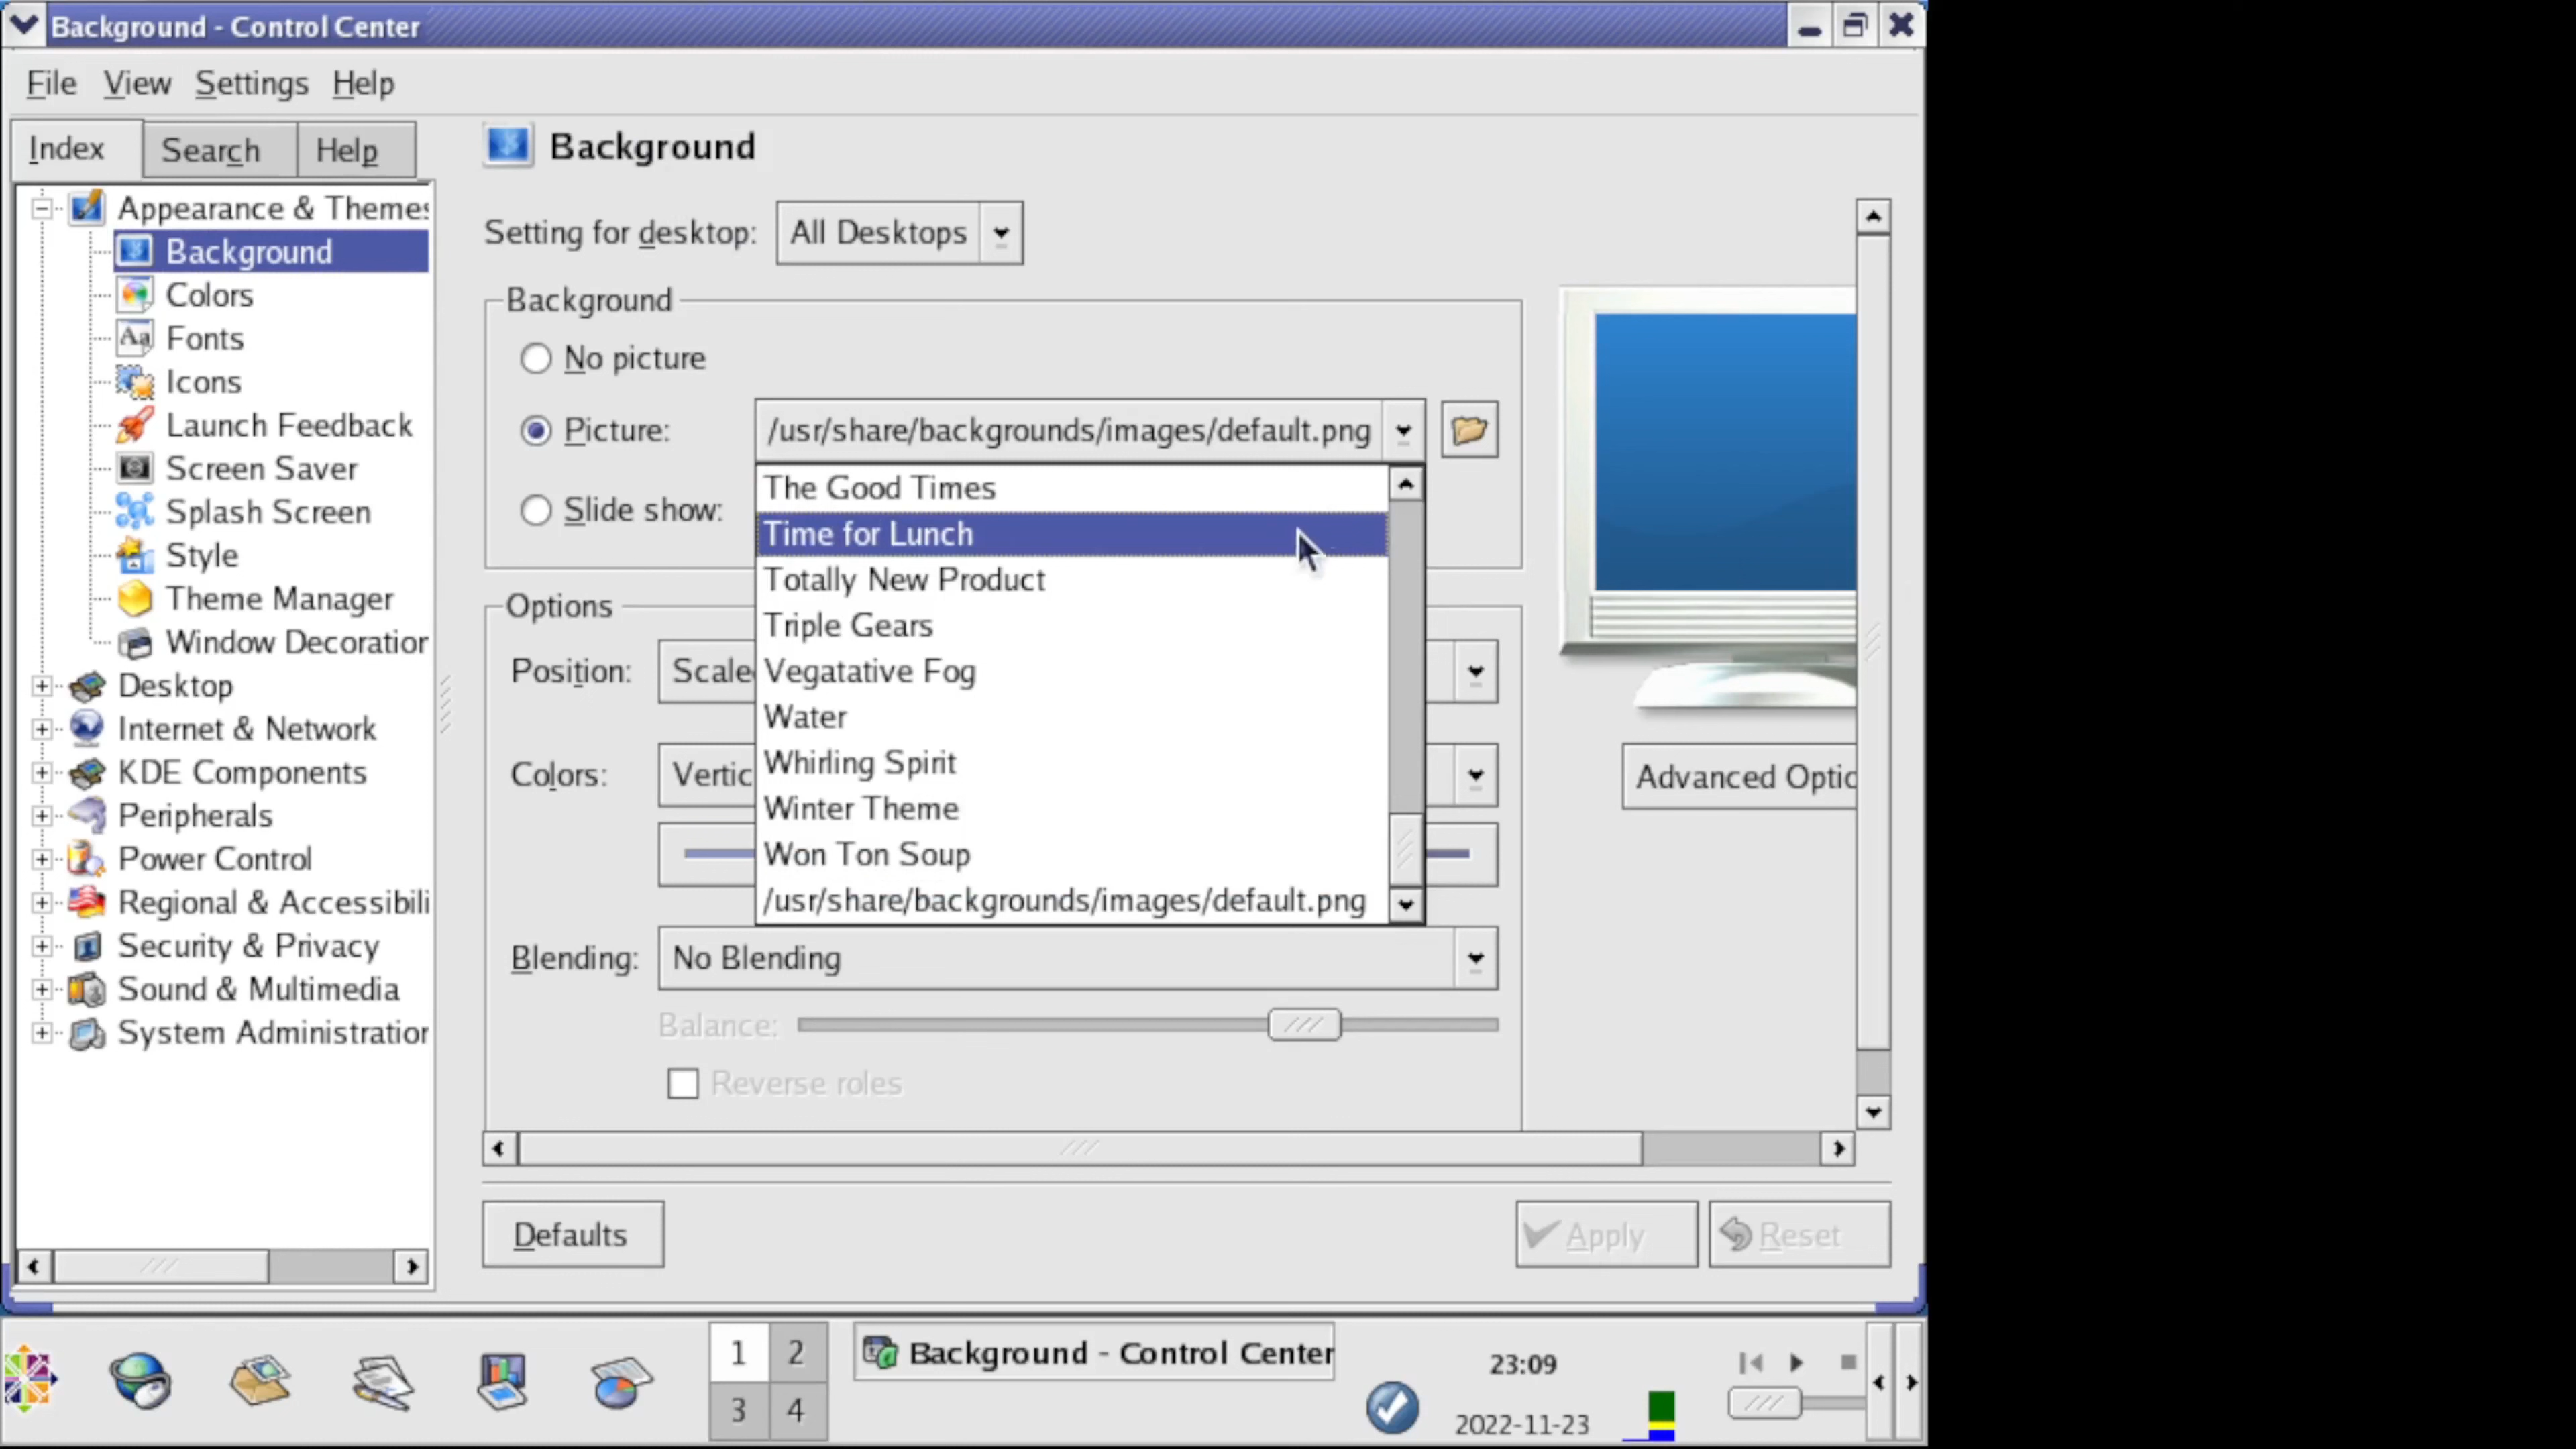 Background - Control Center
File View Settings Help
Index Search Help
Appearance & Themes
Background
Colors
Fonts
Icons
Launch Feedback
Screen Saver
Splash Screen
Style
Theme Manager
Window Decoration
Desktop
Internet & Network
KDE Components
Peripherals
Power Control
Regional & Accessibili
Security & Privacy
Sound & Multimedia
System Administration
Background
Setting for desktop: All Desktops
Background
No picture
Picture: /usr/share/backgrounds/images/default.png
Slide show:
The Good Times
Time for Lunch
Totally New Product
Triple Gears
Vegatative Fog
Water
Whirling Spirit
Winter Theme
Won Ton Soup
/usr/share/backgrounds/images/default.png
Options
Position: Scale
Colors: Vertic
Blending: No Blending
Balance:
Reverse roles
Advanced Optio
Defaults Apply Reset
1 2
3 4
Background - Control Center
23:09
2022-11-23